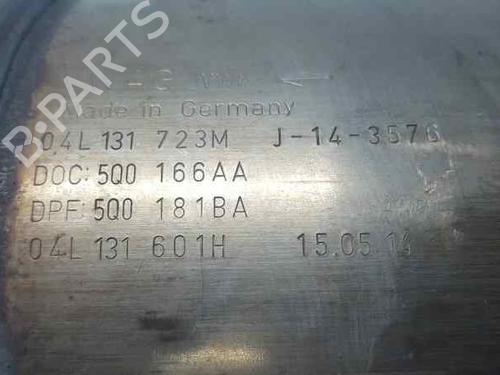 Made in Germany
04L 131 723M J-14-3576
DOC: 5Q0 166AA
DPF: 5Q0 181BA
04L 131 601H 15.05.14